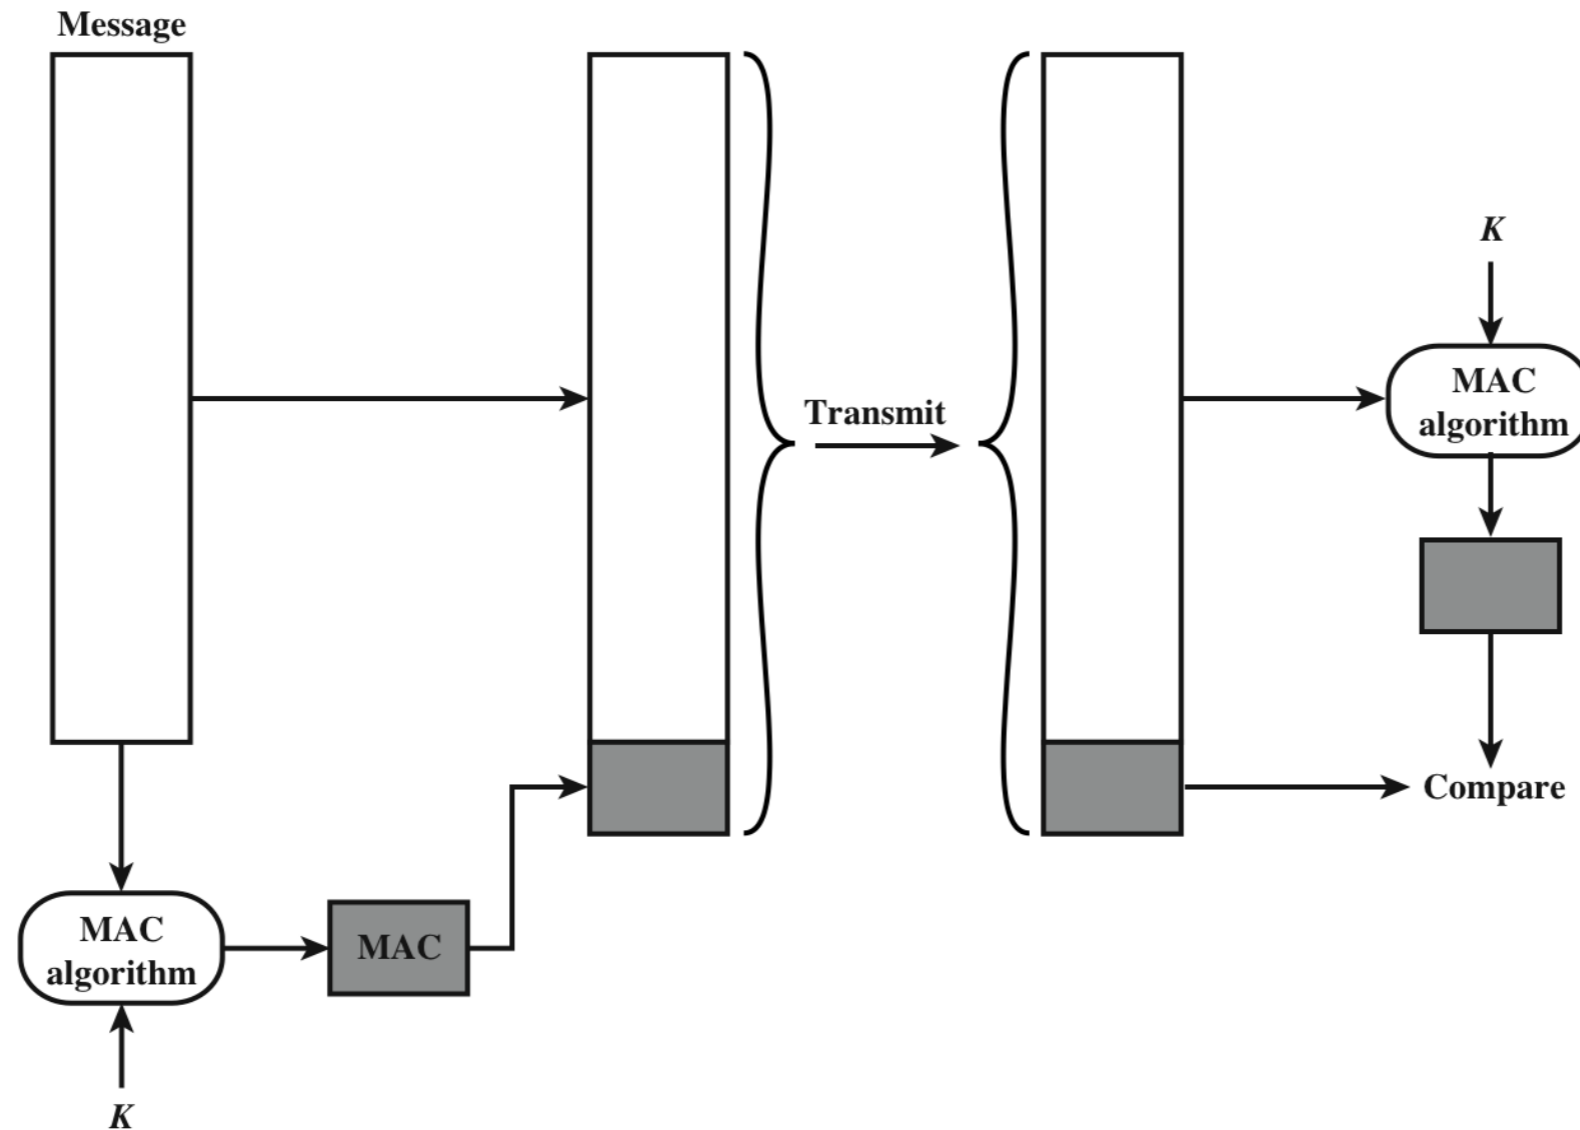 Message
K
MAC
algorithm
Transmit
Compare
MAC
algorithm
MAC
K